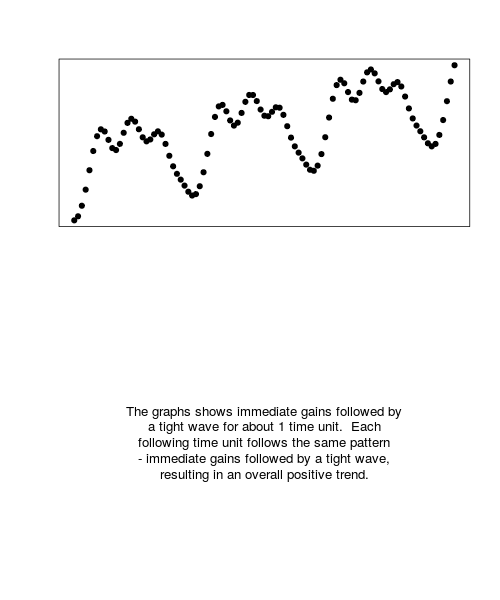 The graphs shows immediate gains followed by
a tight wave for about 1 time unit.  Each
following time unit follows the same pattern
- immediate gains followed by a tight wave,
resulting in an overall positive trend.